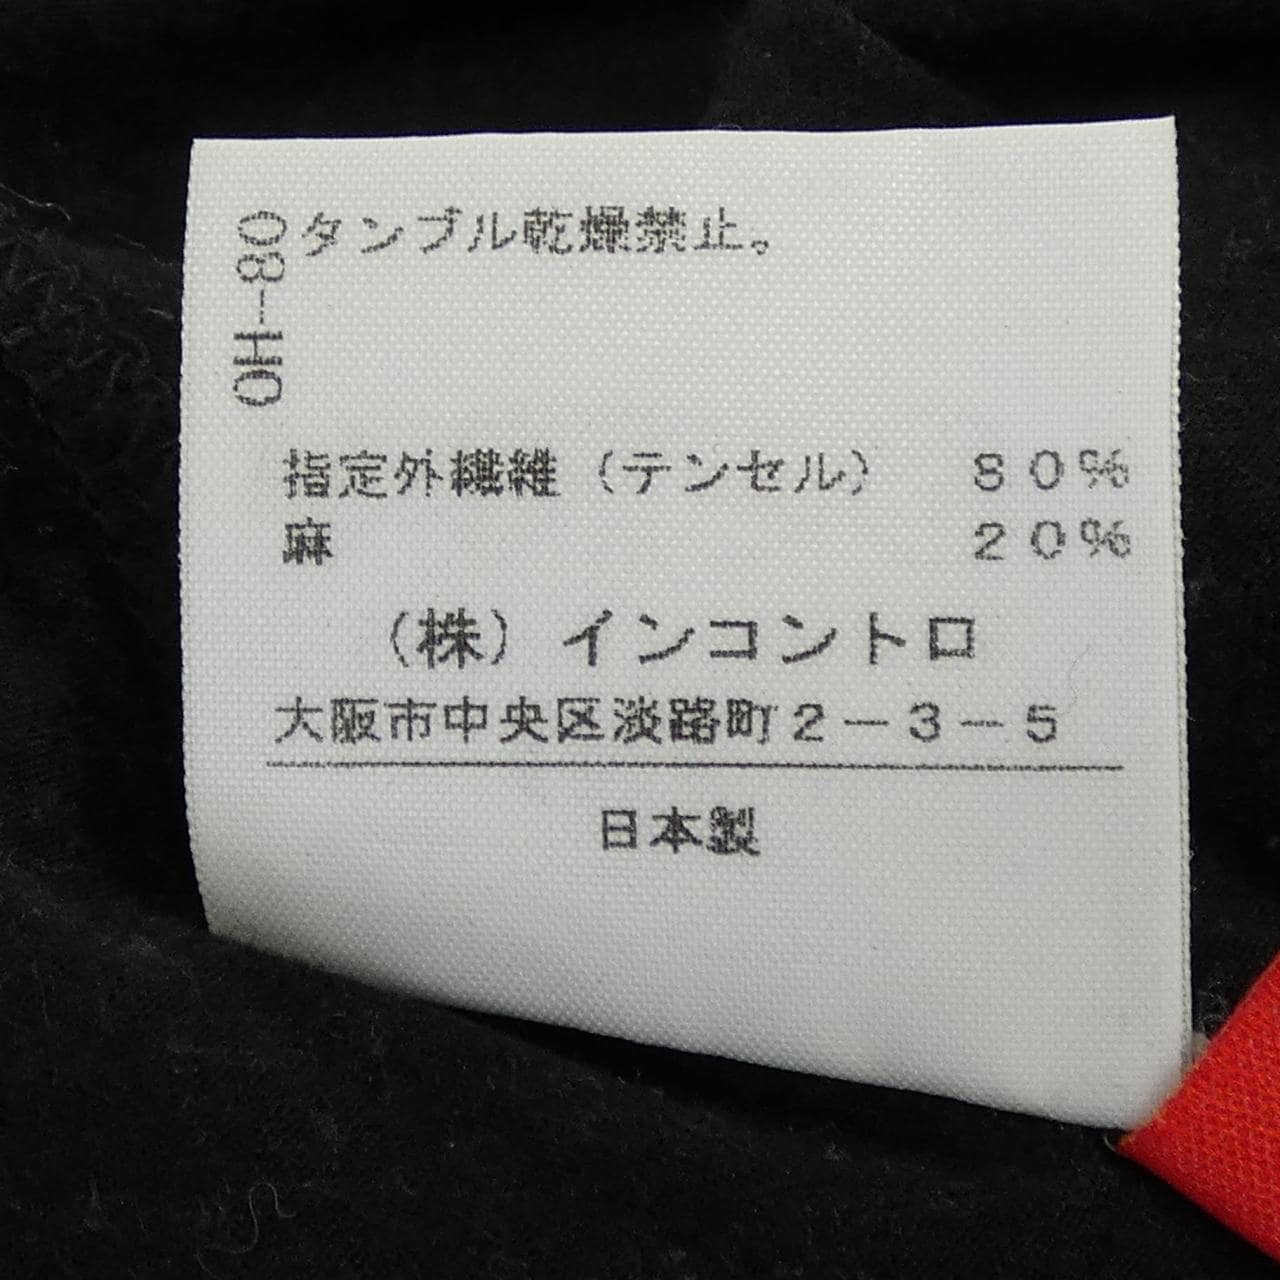 タンブル乾燥禁止。
08-HO
指定外繊維（テンセル） 80%
麻 20%
（株）インコントロ
大阪市中央区淡路町2-3-5
日本製